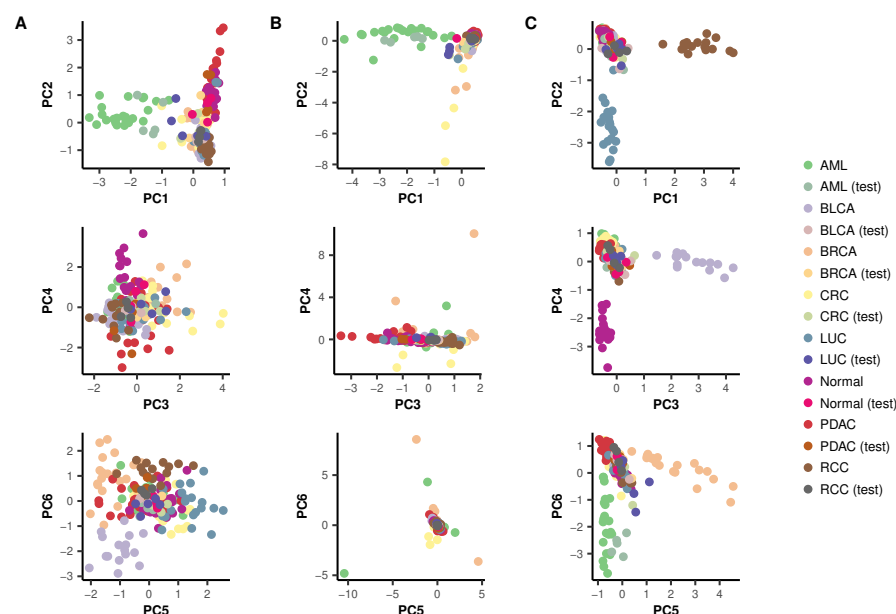 A
B
C
3
2
1
0
−1
PC2
−3
−2
−1
0
1
PC1
0
−2
−4
−6
−8
PC2
−4
−2
0
PC1
1
0
−1
−2
−3
PC2
0
1
2
3
4
PC1
2
0
−2
PC4
−2
0
2
4
PC3
8
4
0
PC4
−3
−2
−1
0
1
2
PC3
1
0
−1
−2
−3
PC4
0
1
2
3
4
PC3
2
1
0
−1
−2
−3
PC6
−2
−1
0
1
2
PC5
5
0
−5
PC6
−10
−5
0
5
PC5
1
0
−1
−2
−3
PC6
−1
0
1
2
3
4
PC5
AML
AML (test)
BLCA
BLCA (test)
BRCA
BRCA (test)
CRC
CRC (test)
LUC
LUC (test)
Normal
Normal (test)
PDAC
PDAC (test)
RCC
RCC (test)